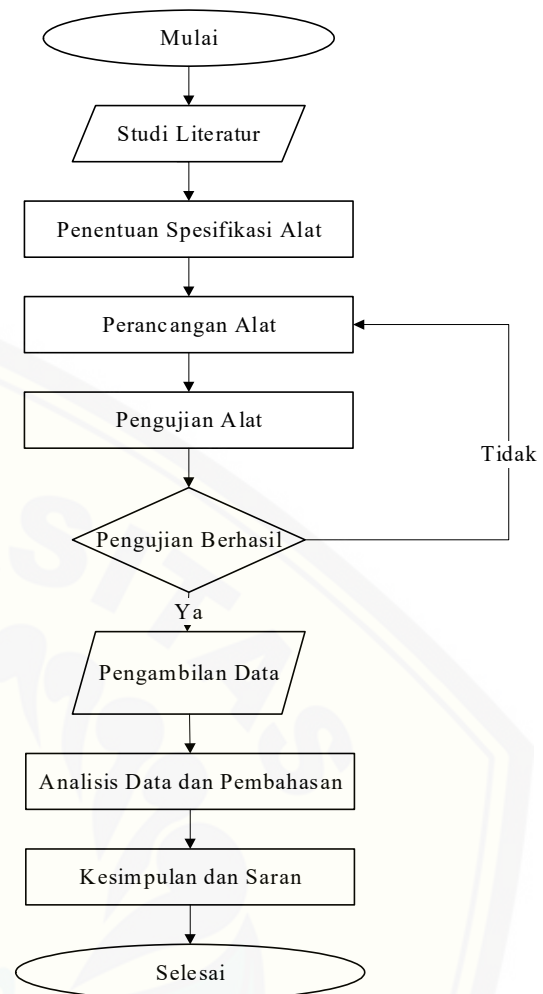 Mulai
Studi Literatur
Penentuan Spesifikasi Alat
Perancangan Alat
Pengujian Alat
Tidak
Pengujian Berhasil
Ya
Pengambilan Data
Analisis Data dan Pembahasan
Kesimpulan dan Saran
Selesai
SITAS